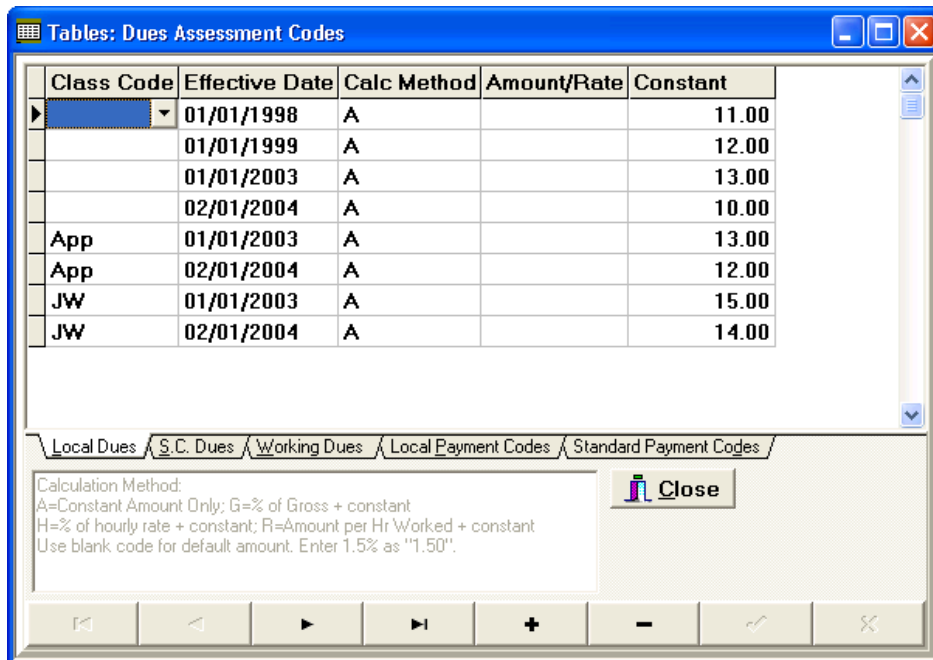 Tables: Dues Assessment Codes
Class Code Effective Date Calc Method Amount/Rate Constant
01/01/1998 A 11.00
01/01/1999 A 12.00
01/01/2003 A 13.00
02/01/2004 A 10.00
App 01/01/2003 A 13.00
App 02/01/2004 A 12.00
JW 01/01/2003 A 15.00
JW 02/01/2004 A 14.00
Local Dues S.C. Dues Working Dues Local Payment Codes Standard Payment Codes
Calculation Method:
A=Constant Amount Only; G=% of Gross + constant
H=% of hourly rate + constant; R=Amount per Hr Worked + constant
Use blank code for default amount. Enter 1.5% as "1.50".
Close